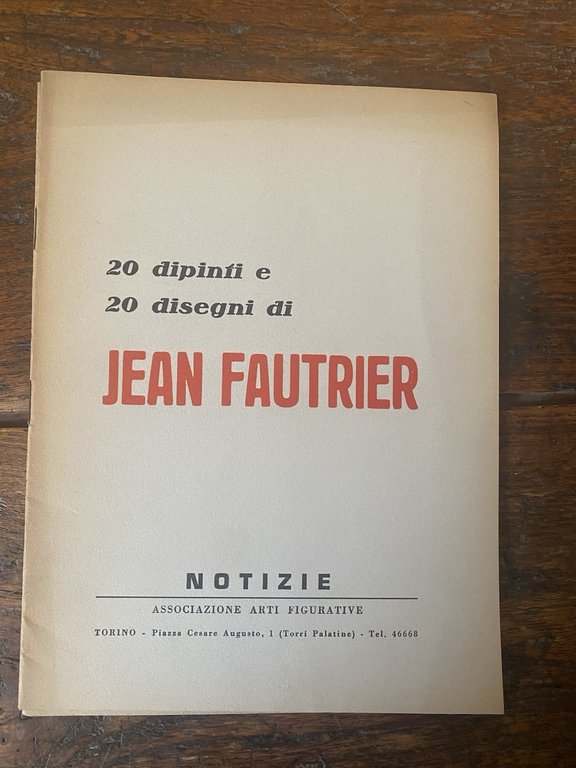 20 dipinti e
20 disegni di
JEAN FAUTRIER
NOTIZIE
ASSOCIAZIONE ARTI FIGURATIVE
TORINO - Piazza Cesare Augusto, 1 (Torri Palatine) - Tel. 46668